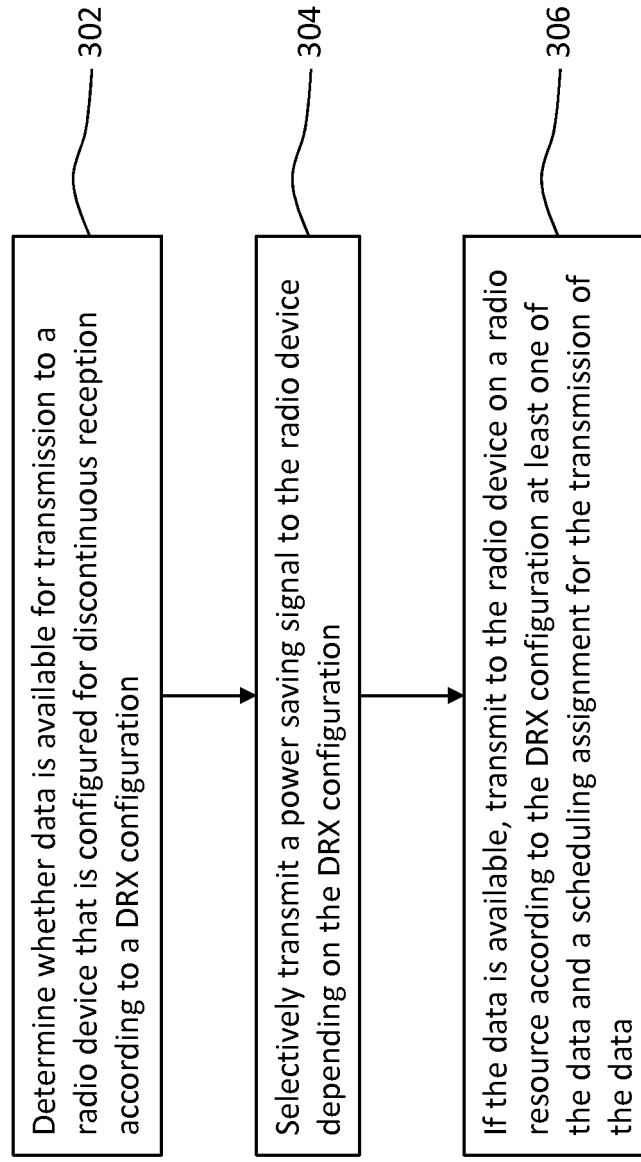 Determine whether data is available for transmission to a
radio device that is configured for discontinuous reception
according to a DRX configuration
302
Selectively transmit a power saving signal to the radio device
depending on the DRX configuration
304
If the data is available, transmit to the radio device on a radio
resource according to the DRX configuration at least one of
the data and a scheduling assignment for the transmission of
the data
306